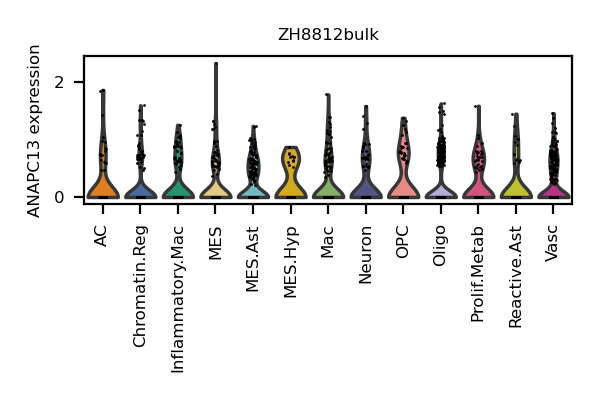 ZH8812bulk
ANAPC13 expression
2
0
AC
Chromatin.Reg
Inflammatory.Mac
MES
MES.Ast
MES.Hyp
Mac
Neuron
OPC
Oligo
Prolif.Metab
Reactive.Ast
Vasc